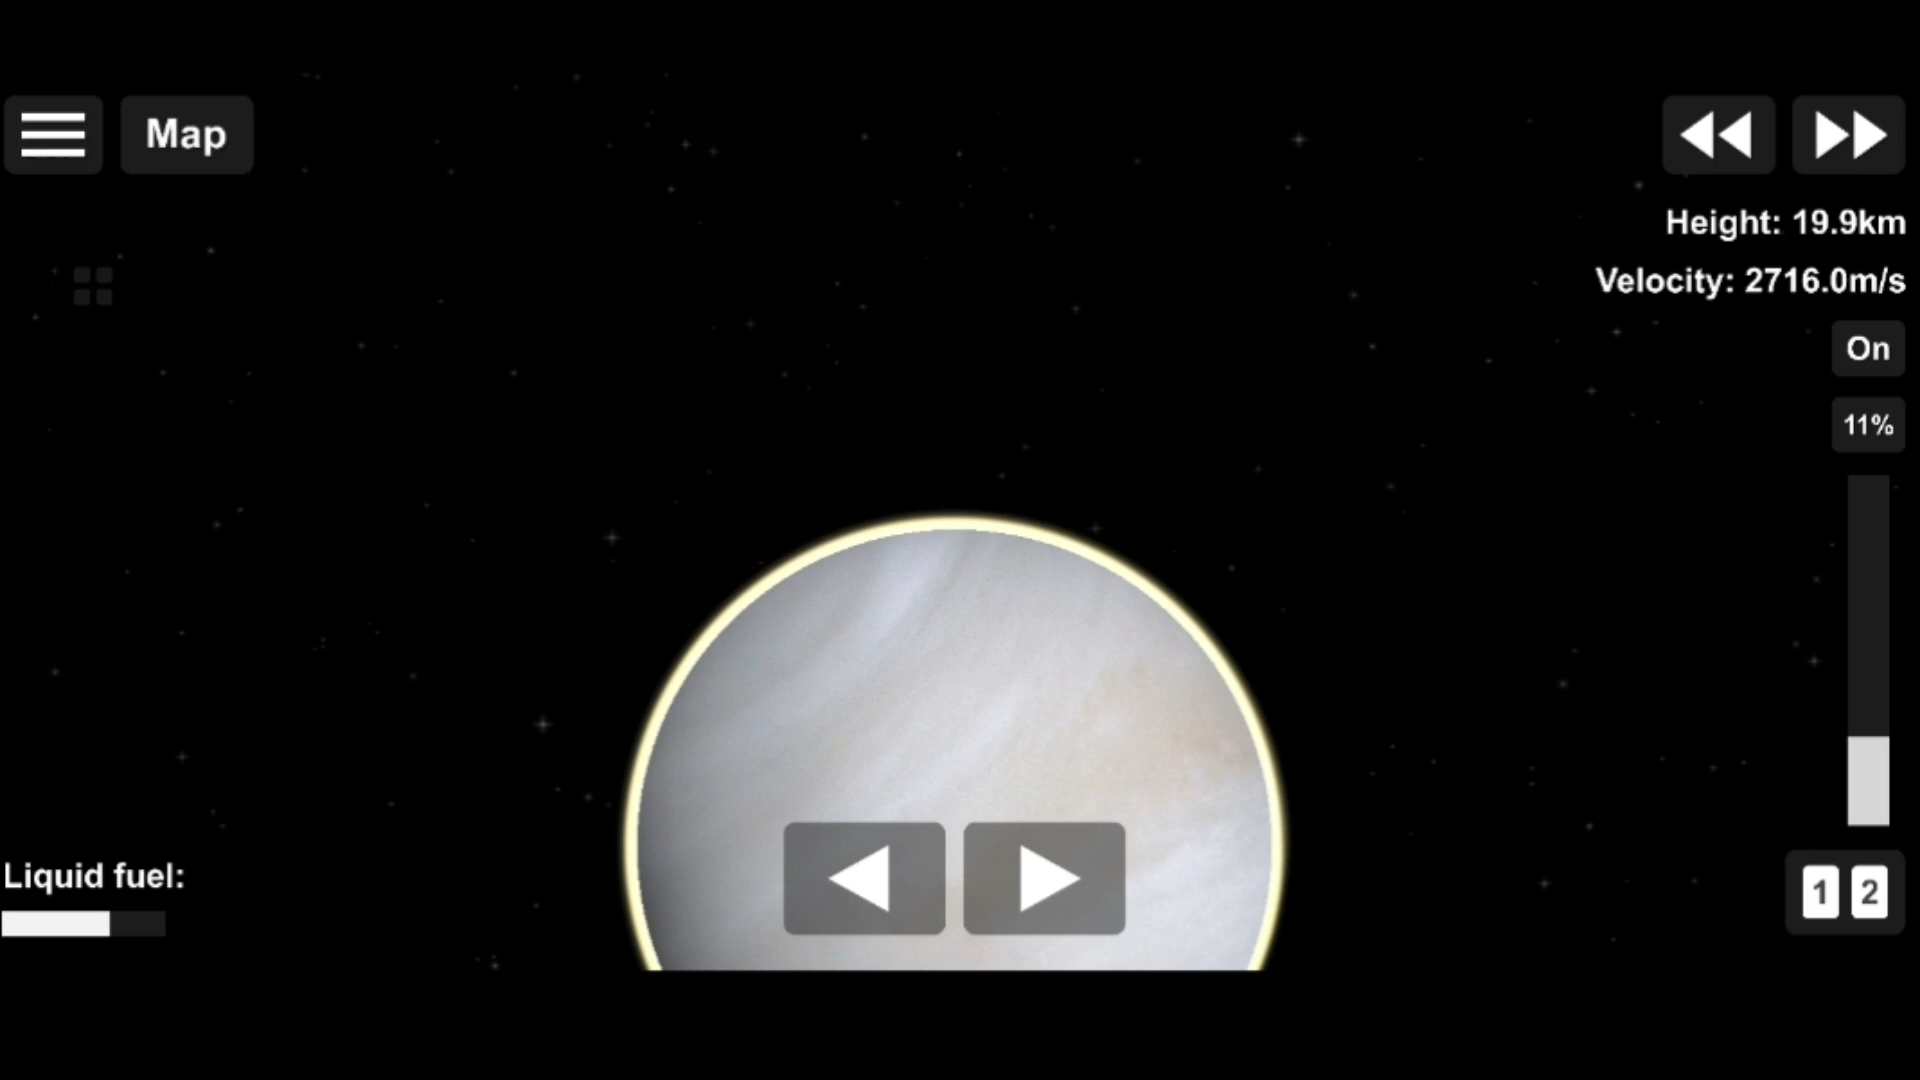 Map
Height: 19.9km
Velocity: 2716.0m/s
On
11%
Liquid fuel:
1 2